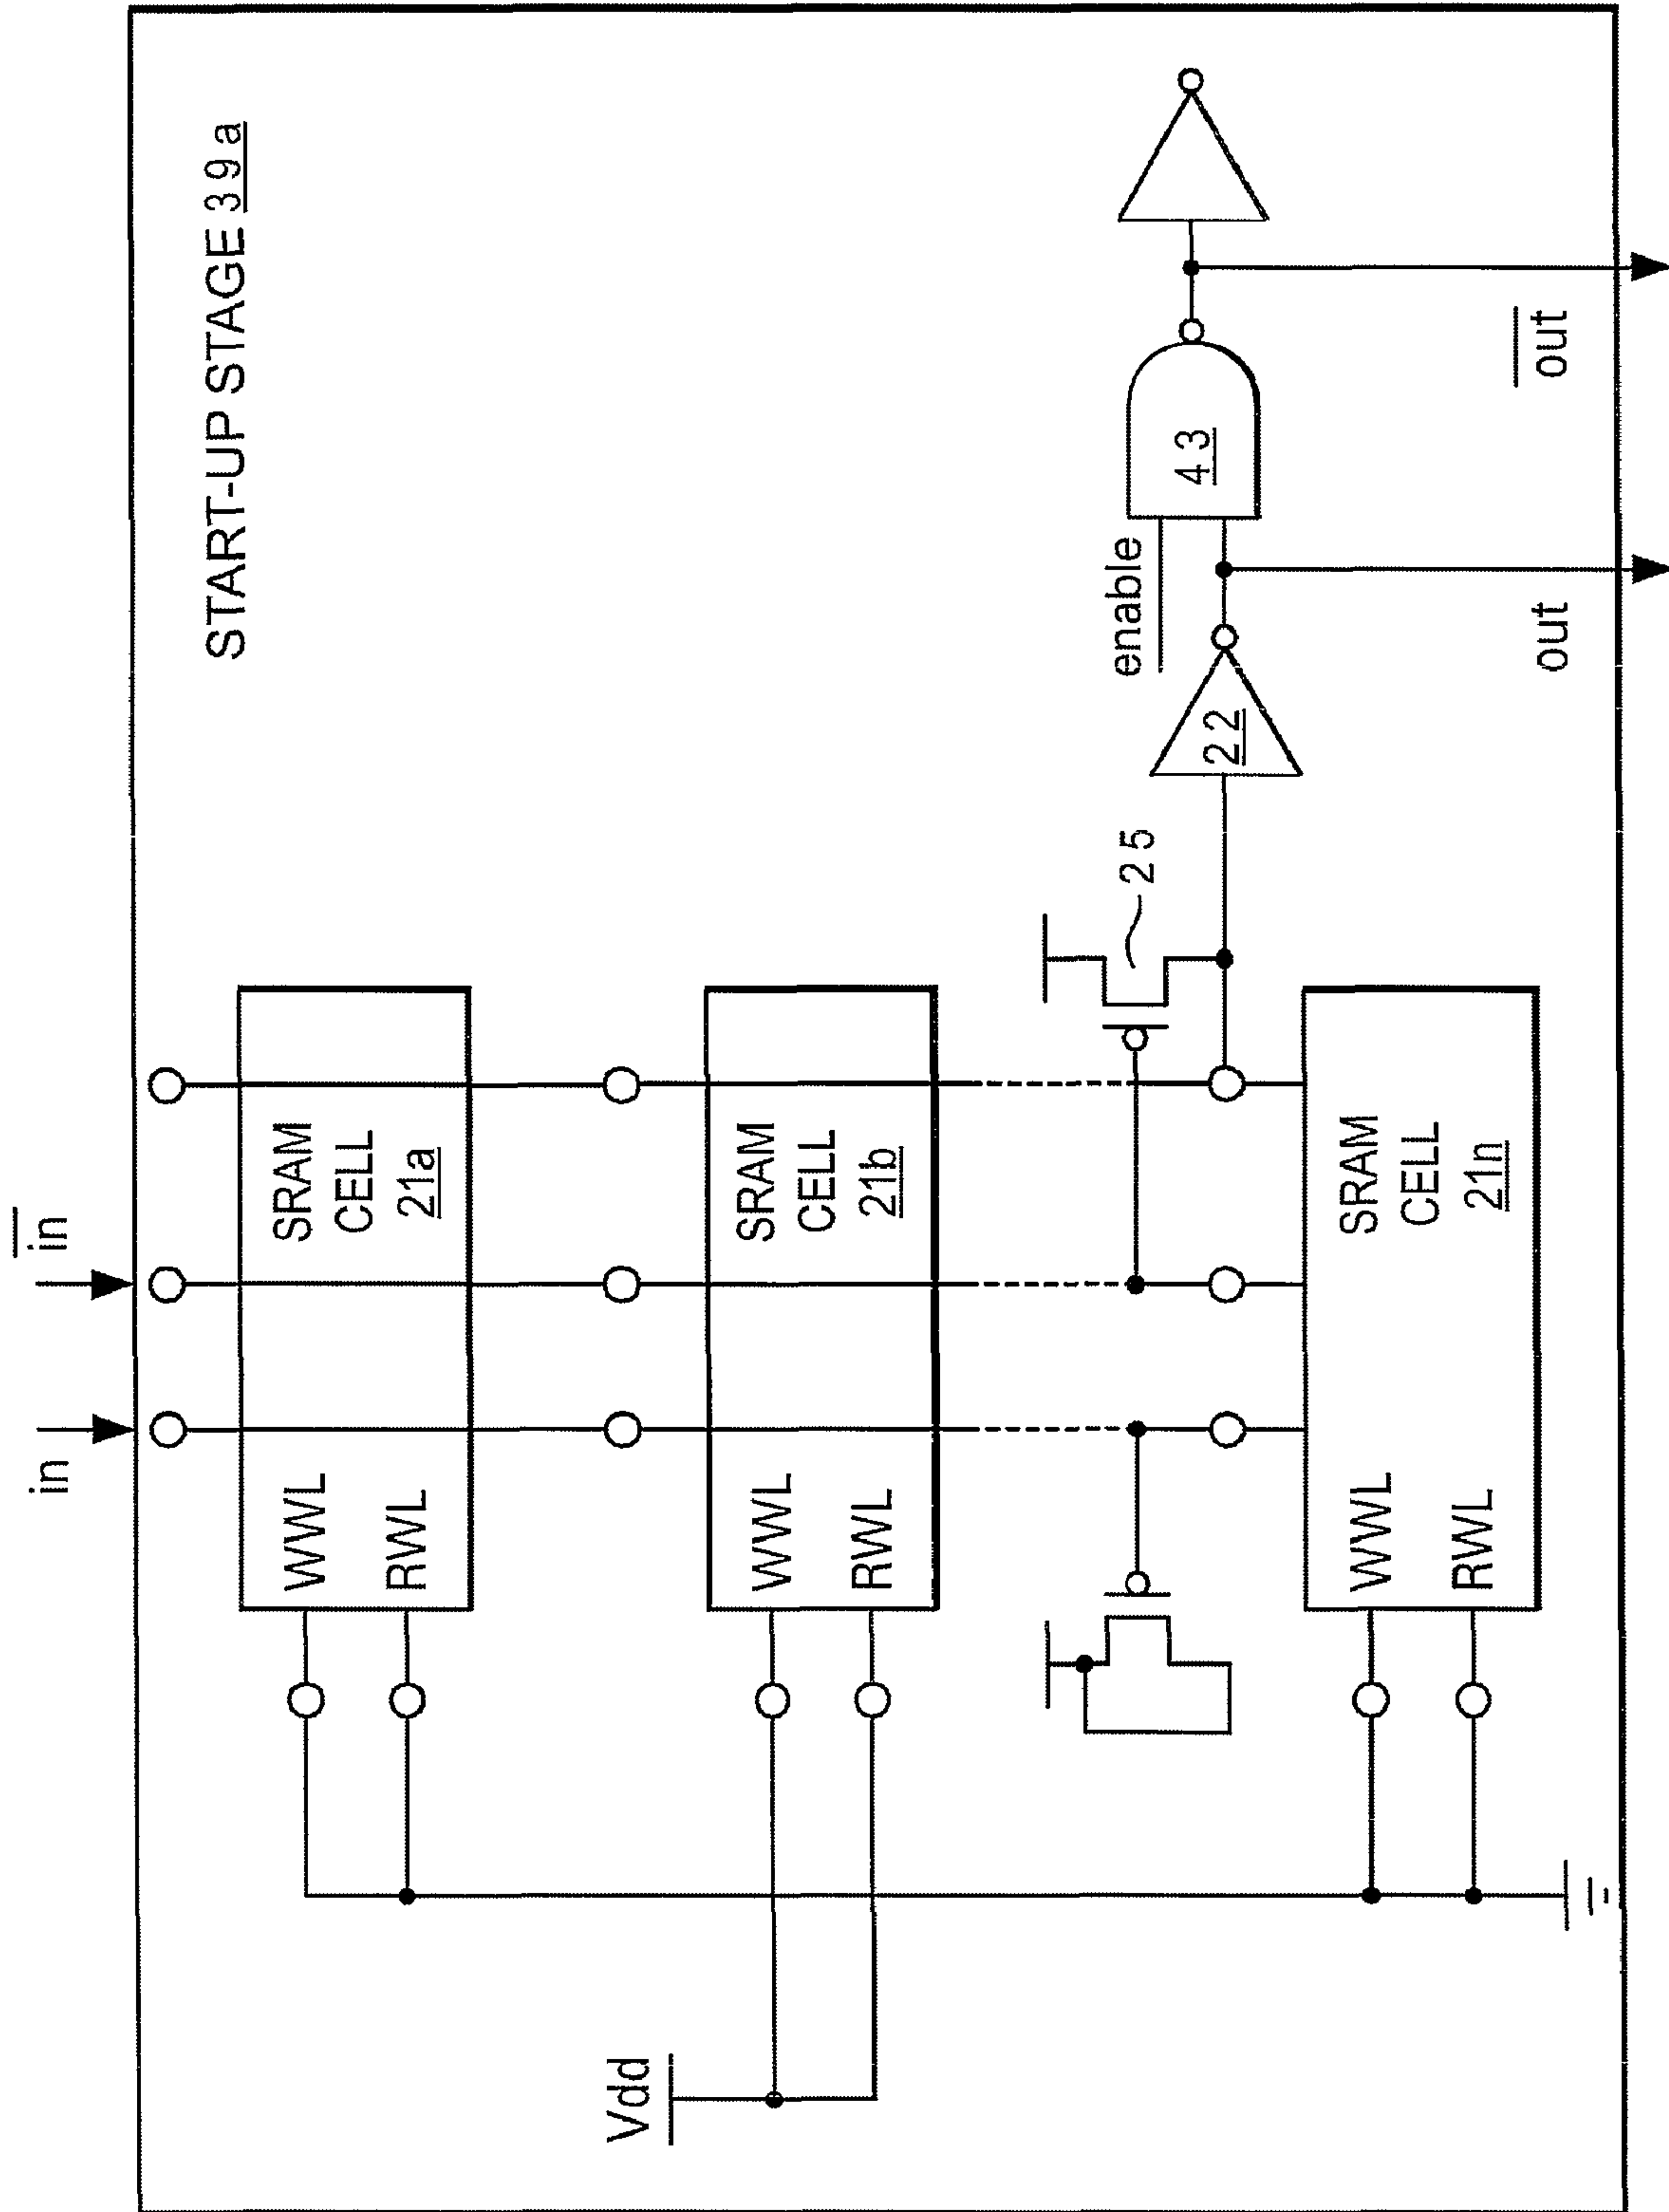 START-UP STAGE 39a
in
in
WWL
RWL
SRAM
CELL
21a
Vdd
WWL
RWL
SRAM
CELL
21b
25
22
enable
43
WWL
RWL
SRAM
CELL
21n
out
out